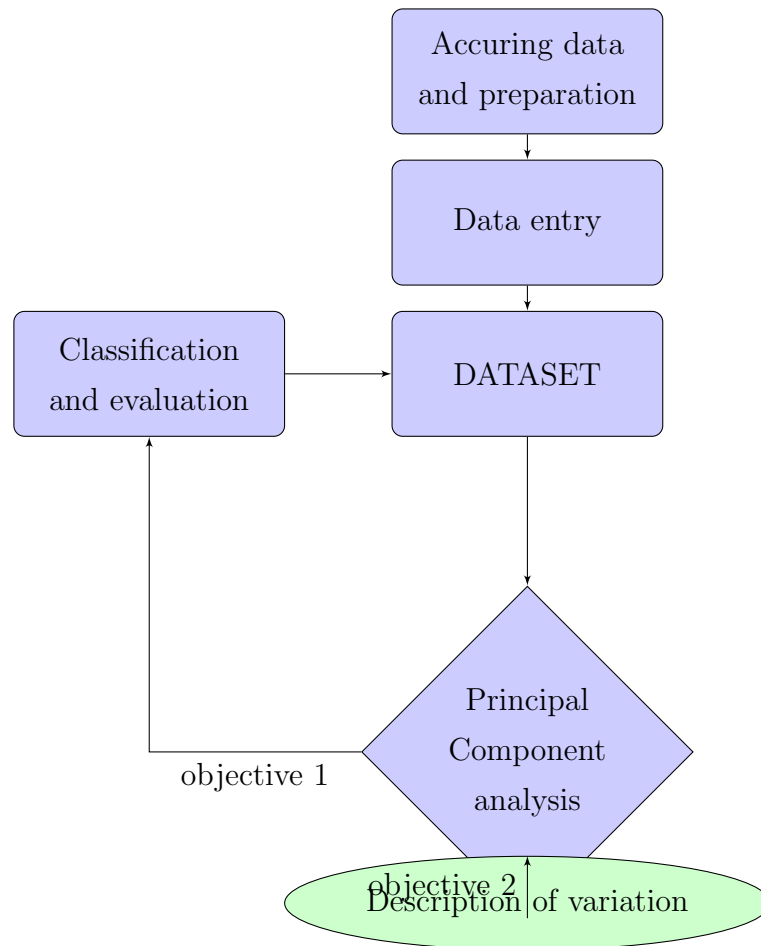 Accuring data
and preparation
Data entry
Classification
and evaluation
DATASET
Principal
Component
analysis
objective 1
objective 2
Description of variation